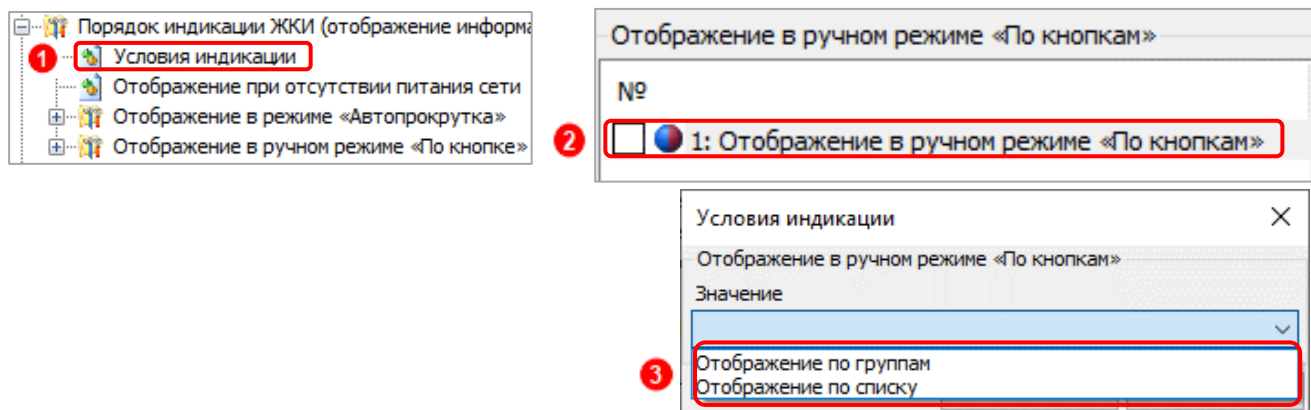 Порядок индикации ЖКИ (отображение информа
1
Условия индикации
Отображение при отсутствии питания сети
Отображение в режиме «Автопрокрутка»
Отображение в ручном режиме «По кнопке»
Отображение в ручном режиме «По кнопкам»
№
2
1: Отображение в ручном режиме «По кнопкам»
Условия индикации
Отображение в ручном режиме «По кнопкам»
Значение
3
Отображение по группам
Отображение по списку